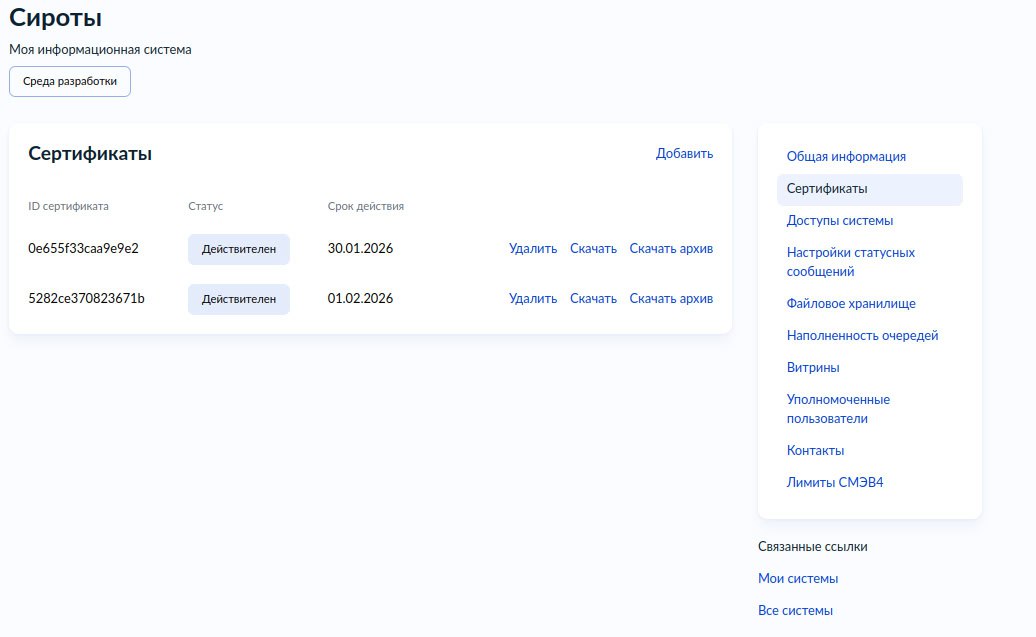 Сироты
Моя информационная система
Среда разработки
Сертификаты
Добавить
ID сертификата Статус Срок действия
0e655f33caa9e9e2 Действителен 30.01.2026 Удалить Скачать Скачать архив
5282ce370823671b Действителен 01.02.2026 Удалить Скачать Скачать архив
Общая информация
Сертификаты
Доступы системы
Настройки статусных
сообщений
Файловое хранилище
Наполненность очередей
Витрины
Уполномоченные
пользователи
Контакты
Лимиты СМЭВ4
Связанные ссылки
Мои системы
Все системы